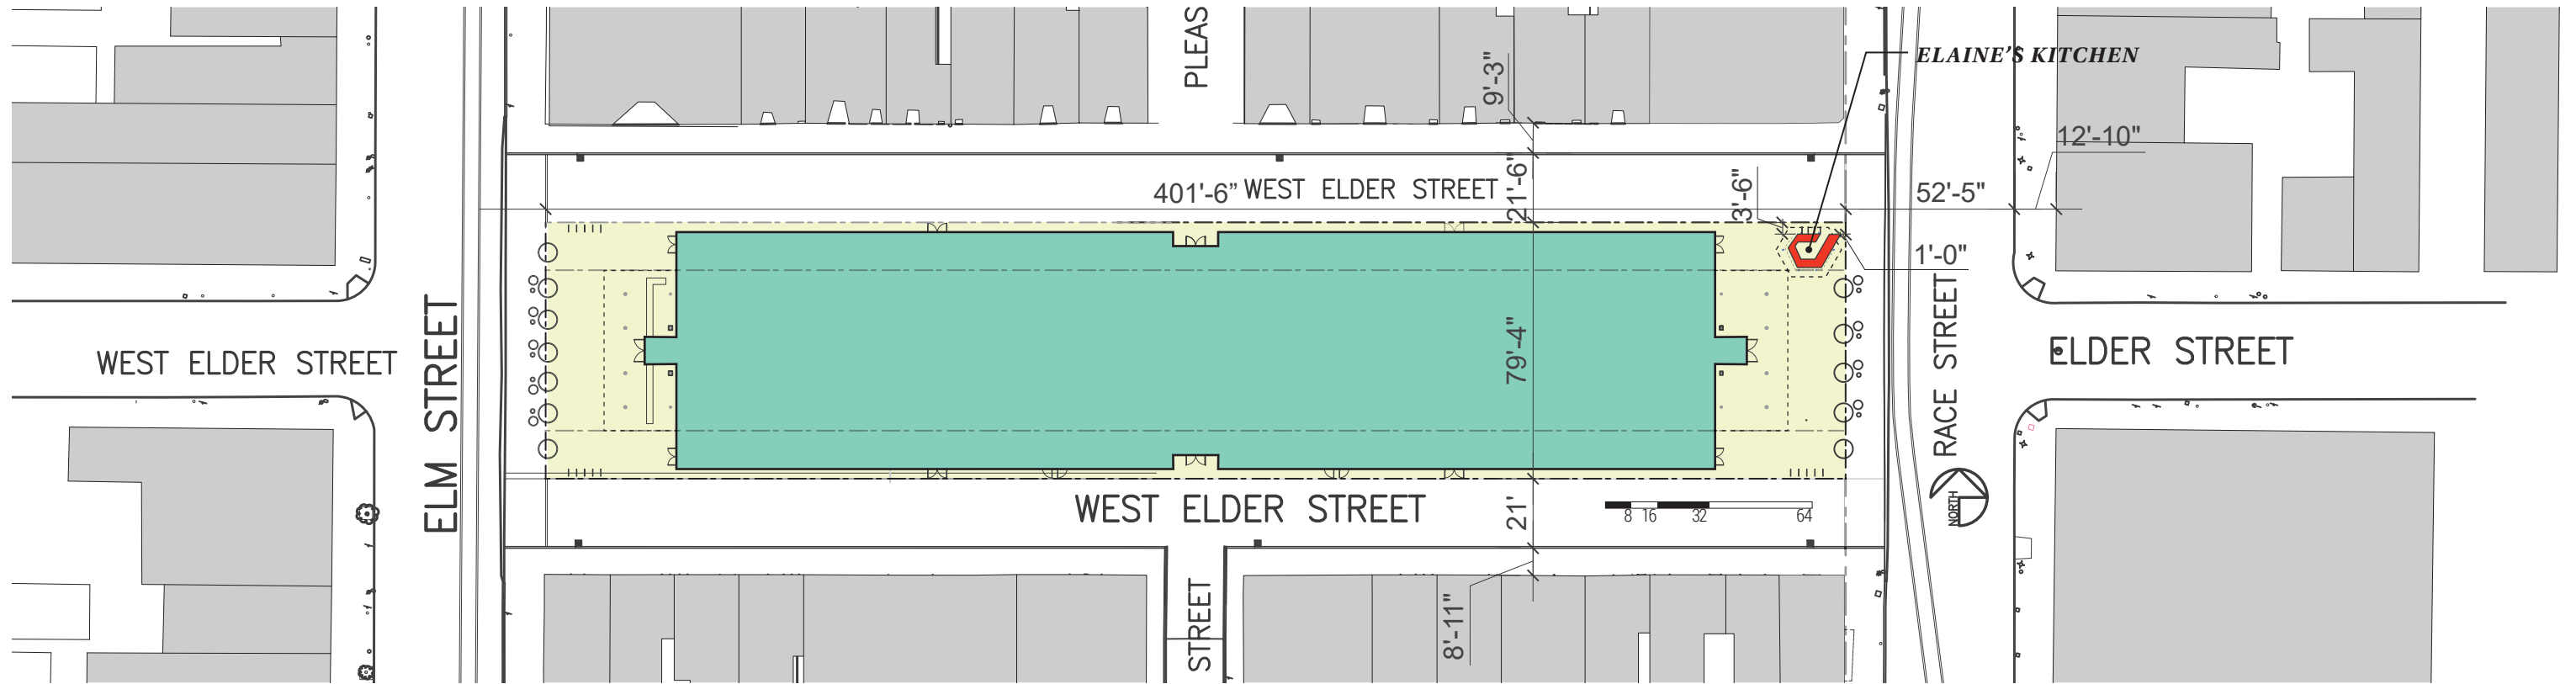 PLEAS
9'-3"
ELAINE'S KITCHEN
12'-10"
401'-6”
WEST ELDER STREET
21'-6"
3'-6"
52'-5"
1'-0"
WEST ELDER STREET
ELM STREET
79'-4"
RACE STREET
ELDER STREET
WEST ELDER STREET
21'
8 16 32 64
NORTH
STREET
8'-11"